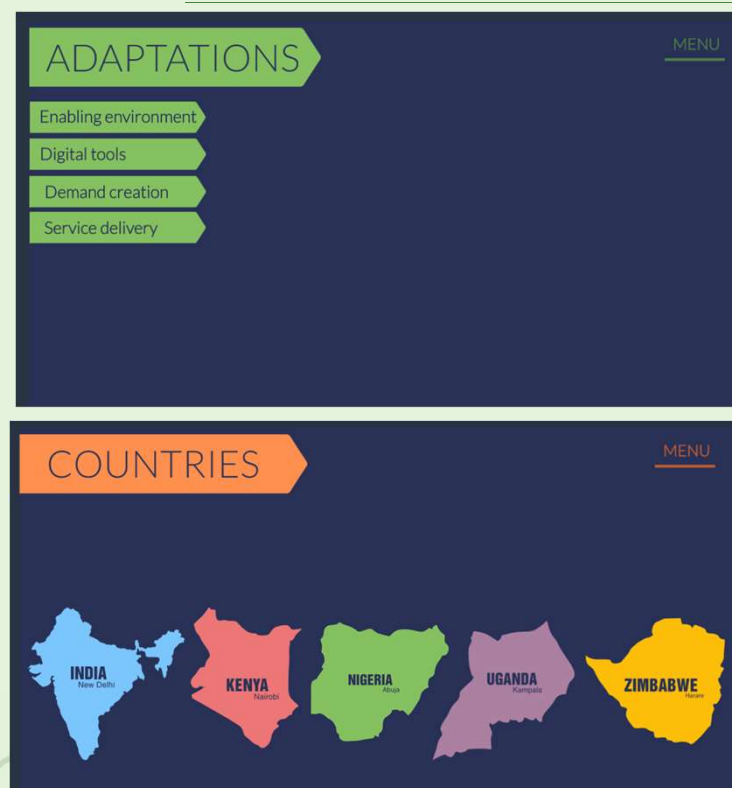 ADAPTATIONS
MENU
Enabling environment
Digital tools
Demand creation
Service delivery
COUNTRIES
MENU
INDIA
New Delhi
KENYA
Nairobi
NIGERIA
Abuja
UGANDA
Kampala
ZIMBABWE
Harare